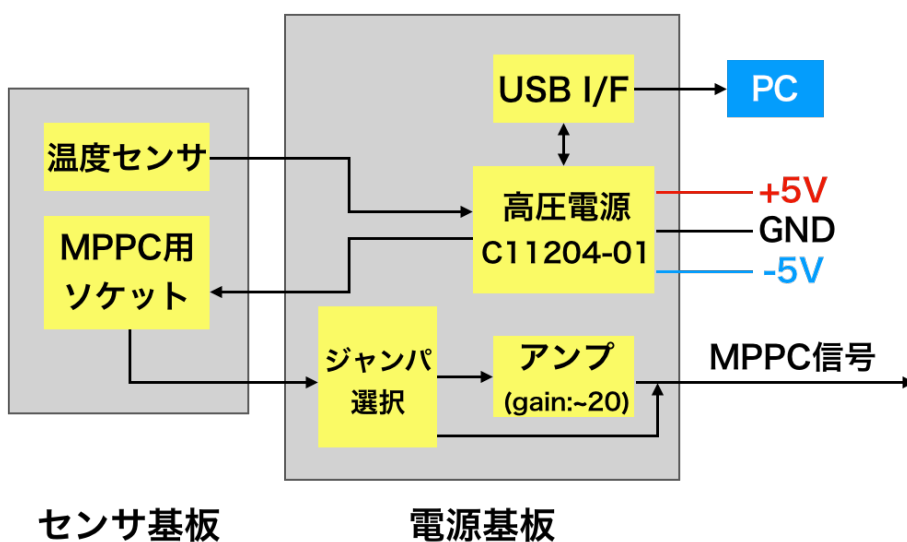 USB I/F
PC
温度センサ
高圧電源
C11204-01
+5V
GND
-5V
MPPC用
ソケット
ジャンパ
選択
アンプ
(gain:~20)
MPPC信号
センサ基板
電源基板